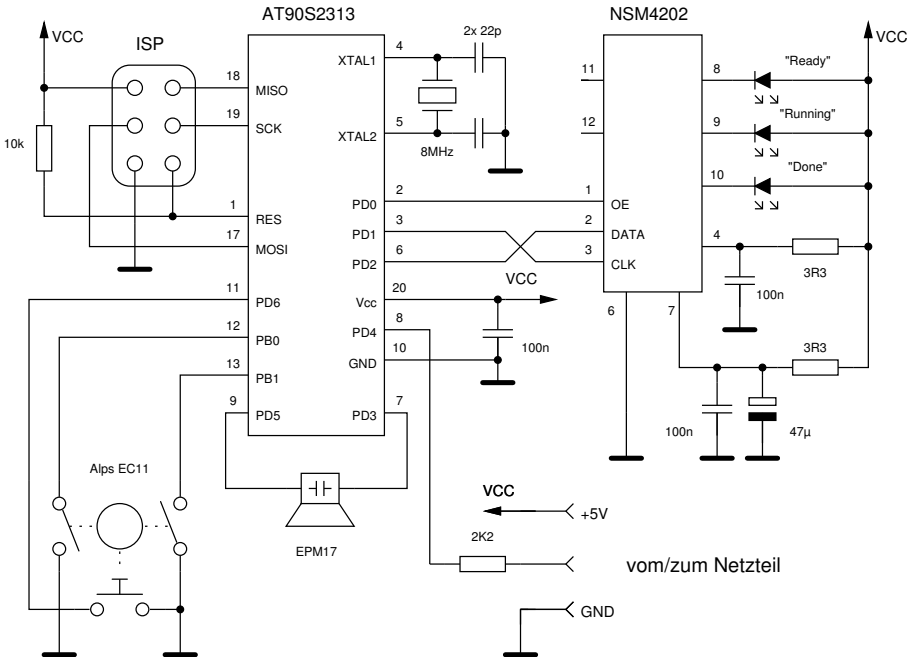 AT90S2313
NSM4202
VCC
ISP
10k
18
MISO
19
SCK
1
RES
17
MOSI
11
PD6
12
PB0
13
PB1
9
PD5
4
XTAL1
5
XTAL2
2
PD0
3
PD1
6
PD2
20
Vcc
8
PD4
10
GND
7
PD3
2x 22p
8MHz
VCC
100n
11
12
1
OE
2
DATA
3
CLK
6
7
8
9
10
4
"Ready"
"Running"
"Done"
VCC
3R3
100n
3R3
100n
47µ
Alps EC11
EPM17
VCC
+5V
2K2
vom/zum Netzteil
GND